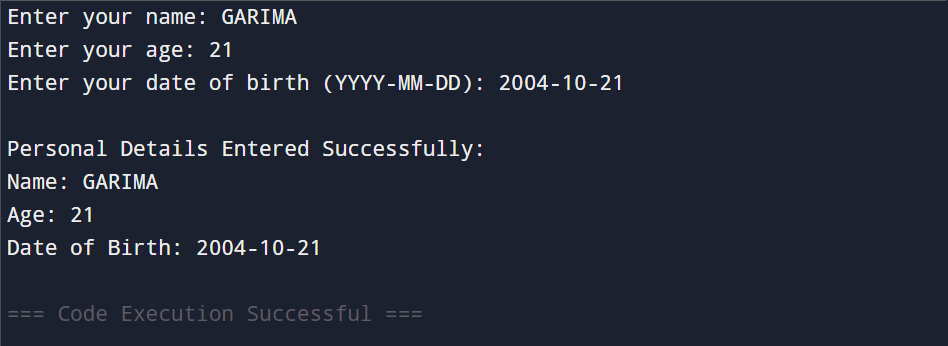 Enter your name: GARIMA
Enter your age: 21
Enter your date of birth (YYYY-MM-DD): 2004-10-21
Personal Details Entered Successfully:
Name: GARIMA
Age: 21
Date of Birth: 2004-10-21
=== Code Execution Successful ===